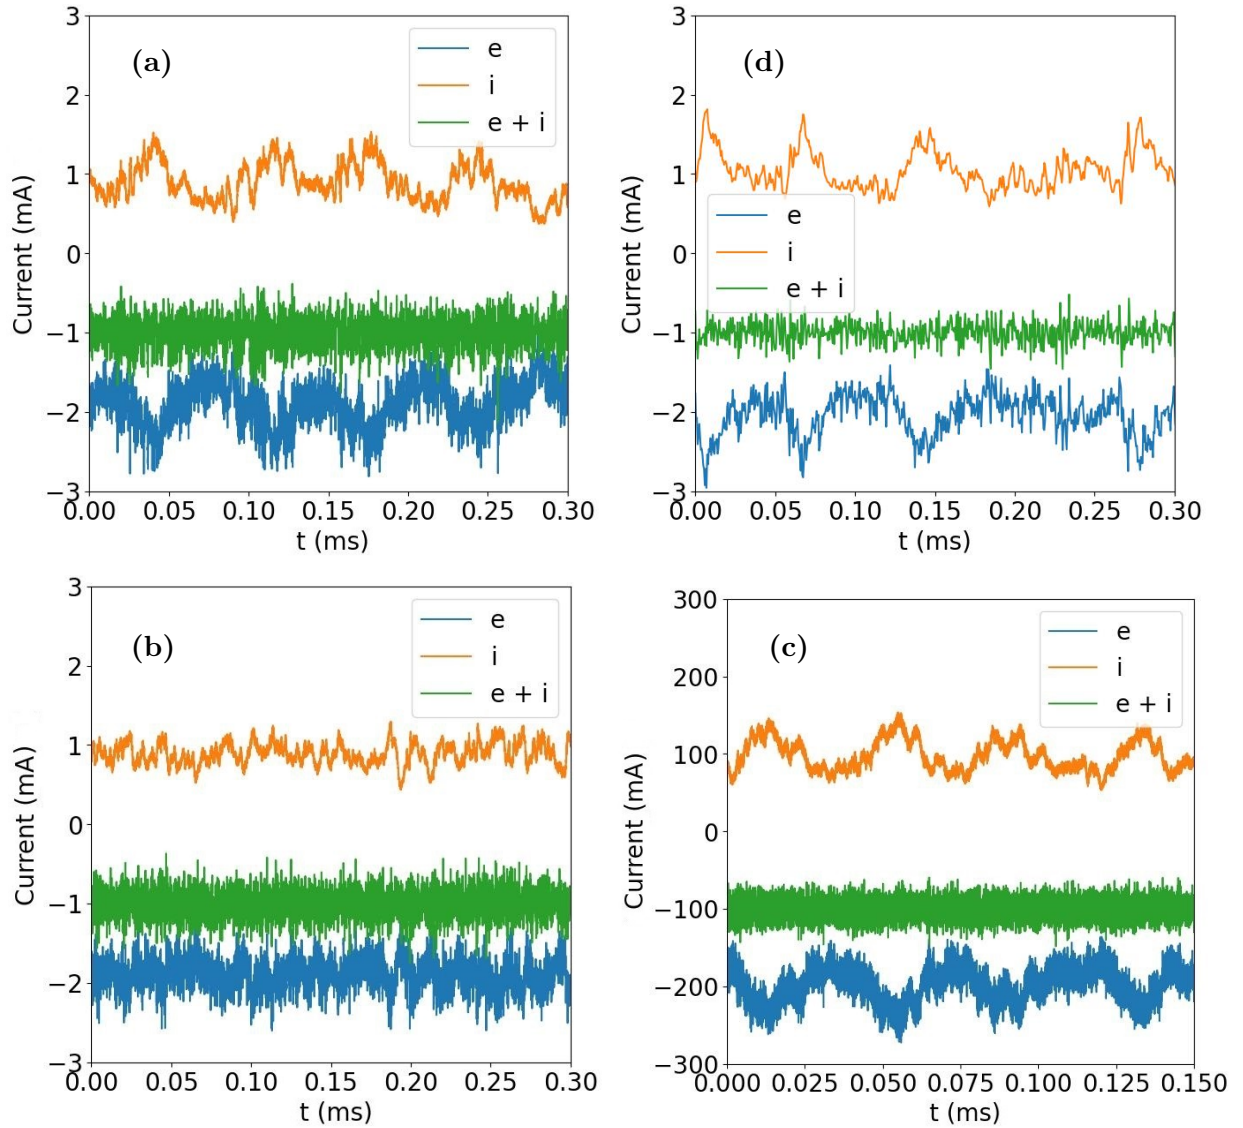 (a)
e
i
e + i
3
2
1
0
−1
−2
−3
Current (mA)
0.00 0.05 0.10 0.15 0.20 0.25 0.30
t (ms)
(d)
e
i
e + i
3
2
1
0
−1
−2
−3
Current (mA)
0.00 0.05 0.10 0.15 0.20 0.25 0.30
t (ms)
(b)
e
i
e + i
3
2
1
0
−1
−2
−3
Current (mA)
0.00 0.05 0.10 0.15 0.20 0.25 0.30
t (ms)
(c)
e
i
e + i
300
200
100
0
−100
−200
−300
Current (mA)
0.000 0.025 0.050 0.075 0.100 0.125 0.150
t (ms)